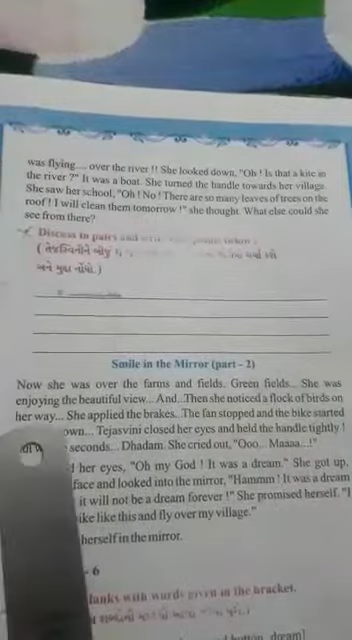 was flying.... over the river !! She looked down, "Oh ! Is that a kite in
the river ?" It was a boat. She turned the handle towards her village.
She saw her school, "Oh ! No ! There are so many leaves of trees on the
roof ! I will clean them tomorrow !" she thought. What else could she
see from there?
Discuss in pairs and
( તેજસ્વિનીને બીજું
અને મુદ્દા નોંધો. )
Smile in the Mirror (part - 2)
Now she was over the farms and fields. Green fields... She was
enjoying the beautiful view... And.. Then she noticed a flock of birds on
her way... She applied the brakes.. The fan stopped and the bike started
own... Tejasvini closed her eyes and held the handle tightly !
seconds... Dhadam. She cried out, "Ooo... Maaa...!"
d her eyes, "Oh my God ! It was a dream." She got up,
face and looked into the mirror, "Hammm ! It was a dream
it will not be a dream forever !" She promised herself. "I
ike like this and fly over my village."
herself in the mirror.
- 6
lanks with words given in the bracket.
button, dream]